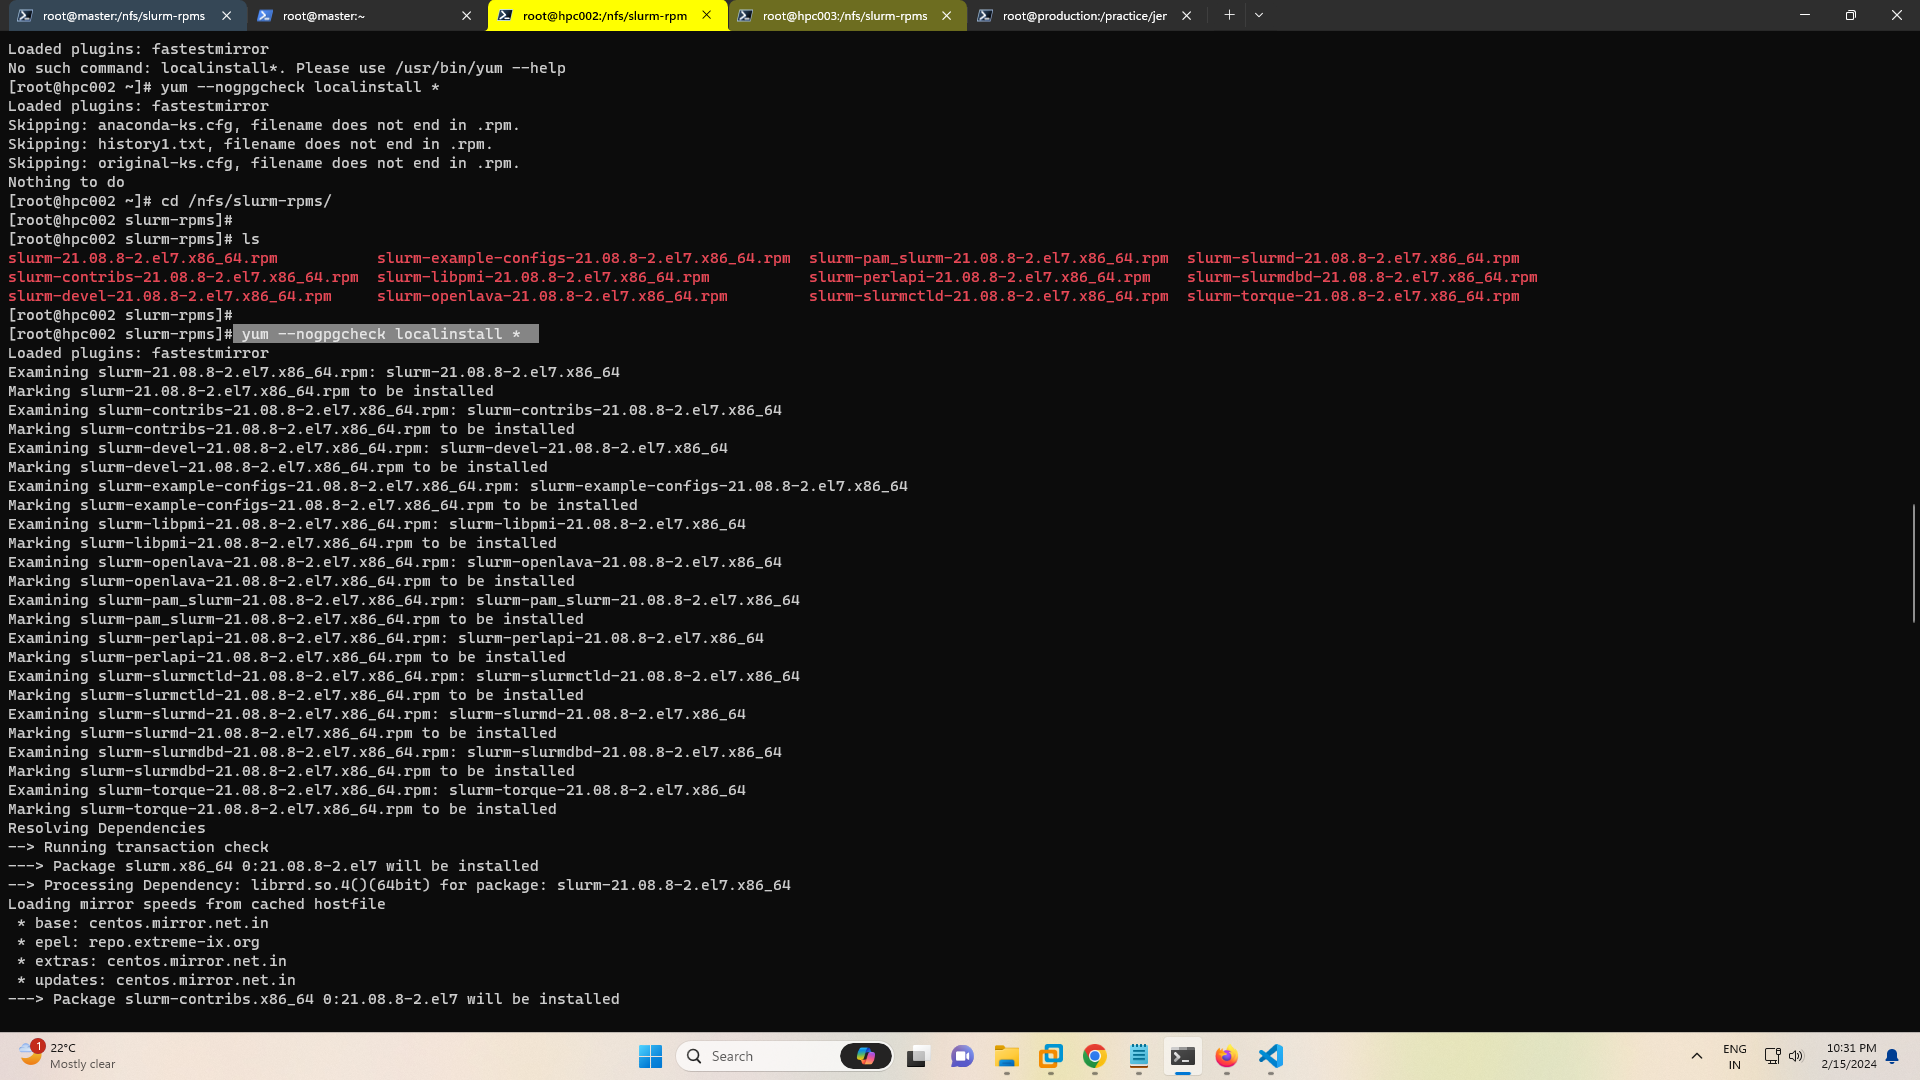 root@master:/nfs/slurm-rpms
root@master:~
root@hpc002:/nfs/slurm-rpm
root@hpc003:/nfs/slurm-rpms
root@production:/practice/jer
Loaded plugins: fastestmirror
No such command: localinstall*. Please use /usr/bin/yum --help
[root@hpc002 ~]# yum --nogpgcheck localinstall *
Loaded plugins: fastestmirror
Skipping: anaconda-ks.cfg, filename does not end in .rpm.
Skipping: history1.txt, filename does not end in .rpm.
Skipping: original-ks.cfg, filename does not end in .rpm.
Nothing to do
[root@hpc002 ~]# cd /nfs/slurm-rpms/
[root@hpc002 slurm-rpms]#
[root@hpc002 slurm-rpms]# ls
slurm-21.08.8-2.el7.x86_64.rpm slurm-example-configs-21.08.8-2.el7.x86_64.rpm slurm-pam_slurm-21.08.8-2.el7.x86_64.rpm slurm-slurmd-21.08.8-2.el7.x86_64.rpm
slurm-contribs-21.08.8-2.el7.x86_64.rpm slurm-libpmi-21.08.8-2.el7.x86_64.rpm slurm-perlapi-21.08.8-2.el7.x86_64.rpm slurm-slurmdbd-21.08.8-2.el7.x86_64.rpm
slurm-devel-21.08.8-2.el7.x86_64.rpm slurm-openlava-21.08.8-2.el7.x86_64.rpm slurm-slurmctld-21.08.8-2.el7.x86_64.rpm slurm-torque-21.08.8-2.el7.x86_64.rpm
[root@hpc002 slurm-rpms]#
[root@hpc002 slurm-rpms]# yum --nogpgcheck localinstall *
Loaded plugins: fastestmirror
Examining slurm-21.08.8-2.el7.x86_64.rpm: slurm-21.08.8-2.el7.x86_64
Marking slurm-21.08.8-2.el7.x86_64.rpm to be installed
Examining slurm-contribs-21.08.8-2.el7.x86_64.rpm: slurm-contribs-21.08.8-2.el7.x86_64
Marking slurm-contribs-21.08.8-2.el7.x86_64.rpm to be installed
Examining slurm-devel-21.08.8-2.el7.x86_64.rpm: slurm-devel-21.08.8-2.el7.x86_64
Marking slurm-devel-21.08.8-2.el7.x86_64.rpm to be installed
Examining slurm-example-configs-21.08.8-2.el7.x86_64.rpm: slurm-example-configs-21.08.8-2.el7.x86_64
Marking slurm-example-configs-21.08.8-2.el7.x86_64.rpm to be installed
Examining slurm-libpmi-21.08.8-2.el7.x86_64.rpm: slurm-libpmi-21.08.8-2.el7.x86_64
Marking slurm-libpmi-21.08.8-2.el7.x86_64.rpm to be installed
Examining slurm-openlava-21.08.8-2.el7.x86_64.rpm: slurm-openlava-21.08.8-2.el7.x86_64
Marking slurm-openlava-21.08.8-2.el7.x86_64.rpm to be installed
Examining slurm-pam_slurm-21.08.8-2.el7.x86_64.rpm: slurm-pam_slurm-21.08.8-2.el7.x86_64
Marking slurm-pam_slurm-21.08.8-2.el7.x86_64.rpm to be installed
Examining slurm-perlapi-21.08.8-2.el7.x86_64.rpm: slurm-perlapi-21.08.8-2.el7.x86_64
Marking slurm-perlapi-21.08.8-2.el7.x86_64.rpm to be installed
Examining slurm-slurmctld-21.08.8-2.el7.x86_64.rpm: slurm-slurmctld-21.08.8-2.el7.x86_64
Marking slurm-slurmctld-21.08.8-2.el7.x86_64.rpm to be installed
Examining slurm-slurmd-21.08.8-2.el7.x86_64.rpm: slurm-slurmd-21.08.8-2.el7.x86_64
Marking slurm-slurmd-21.08.8-2.el7.x86_64.rpm to be installed
Examining slurm-slurmdbd-21.08.8-2.el7.x86_64.rpm: slurm-slurmdbd-21.08.8-2.el7.x86_64
Marking slurm-slurmdbd-21.08.8-2.el7.x86_64.rpm to be installed
Examining slurm-torque-21.08.8-2.el7.x86_64.rpm: slurm-torque-21.08.8-2.el7.x86_64
Marking slurm-torque-21.08.8-2.el7.x86_64.rpm to be installed
Resolving Dependencies
--> Running transaction check
---> Package slurm.x86_64 0:21.08.8-2.el7 will be installed
--> Processing Dependency: librrd.so.4()(64bit) for package: slurm-21.08.8-2.el7.x86_64
Loading mirror speeds from cached hostfile
* base: centos.mirror.net.in
* epel: repo.extreme-ix.org
* extras: centos.mirror.net.in
* updates: centos.mirror.net.in
---> Package slurm-contribs.x86_64 0:21.08.8-2.el7 will be installed
1
22°C
Mostly clear
Search
ENG
IN
10:31 PM
2/15/2024